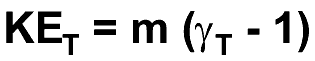 KE_T = m (γ_T - 1)